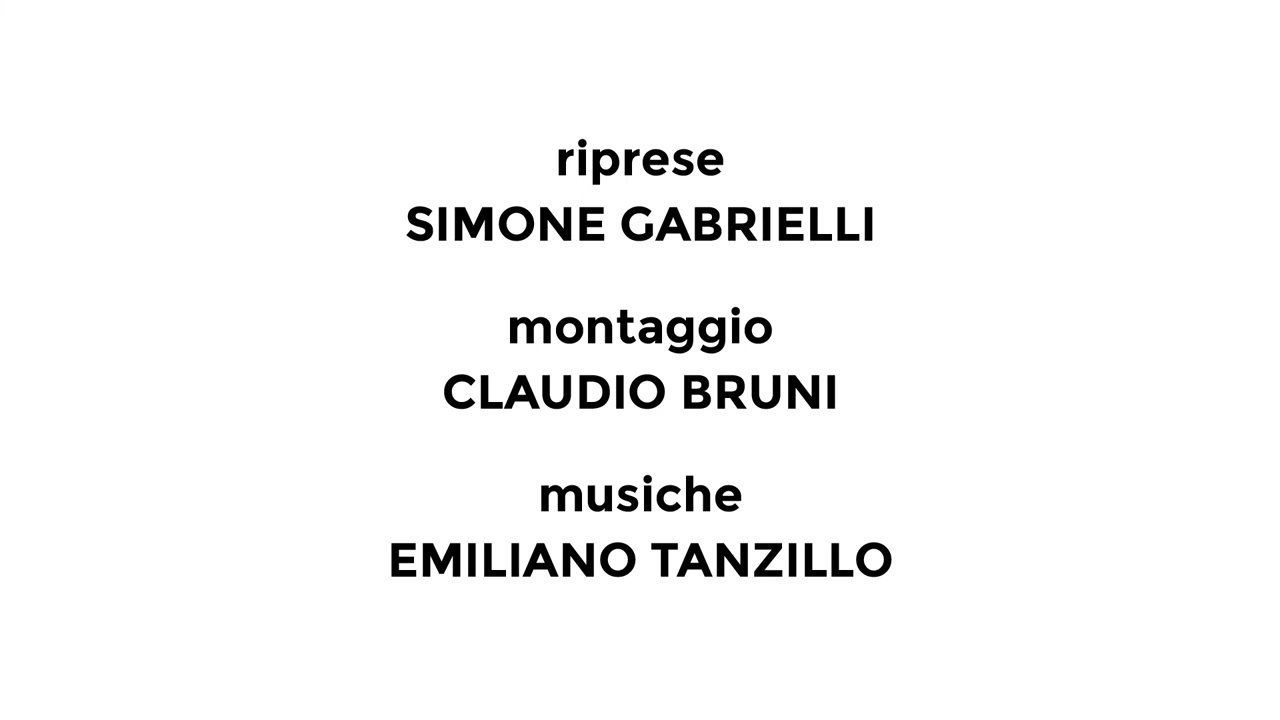 riprese
SIMONE GABRIELLI
montaggio
CLAUDIO BRUNI
musiche
EMILIANO TANZILLO